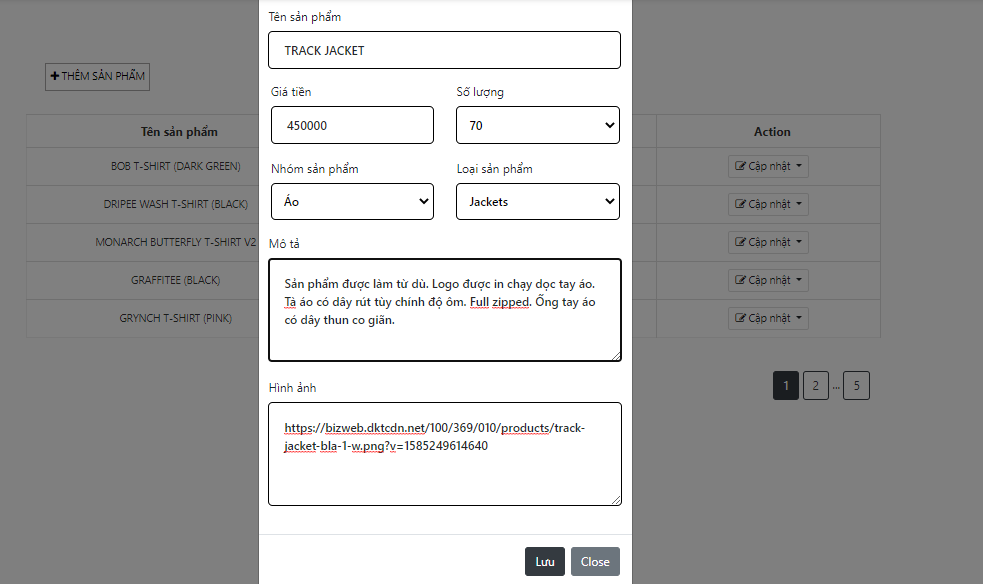 Tên sản phẩm
TRACK JACKET
THÊM SẢN PHẨM
Giá tiền
Số lượng
450000
70
Tên sản phẩm
Action
BOB T-SHIRT (DARK GREEN)
Cập nhật
Nhóm sản phẩm
Loại sản phẩm
DRIPEE WASH T-SHIRT (BLACK)
Áo
Jackets
Cập nhật
MONARCH BUTTERFLY T-SHIRT V2
Mô tả
Cập nhật
GRAFFITEE (BLACK)
Sản phẩm được làm từ dù. Logo được in chạy dọc tay áo.
Tà áo có dây rút tùy chỉnh độ ôm. Full zipped. Ống tay áo
có dây thun co giãn.
Cập nhật
GRYNCH T-SHIRT (PINK)
Cập nhật
Hình ảnh
1 2 ... 5
https://bizweb.dktcdn.net/100/369/010/products/track-
jacket-bla-1-w.png?v=1585249614640
Lưu
Close